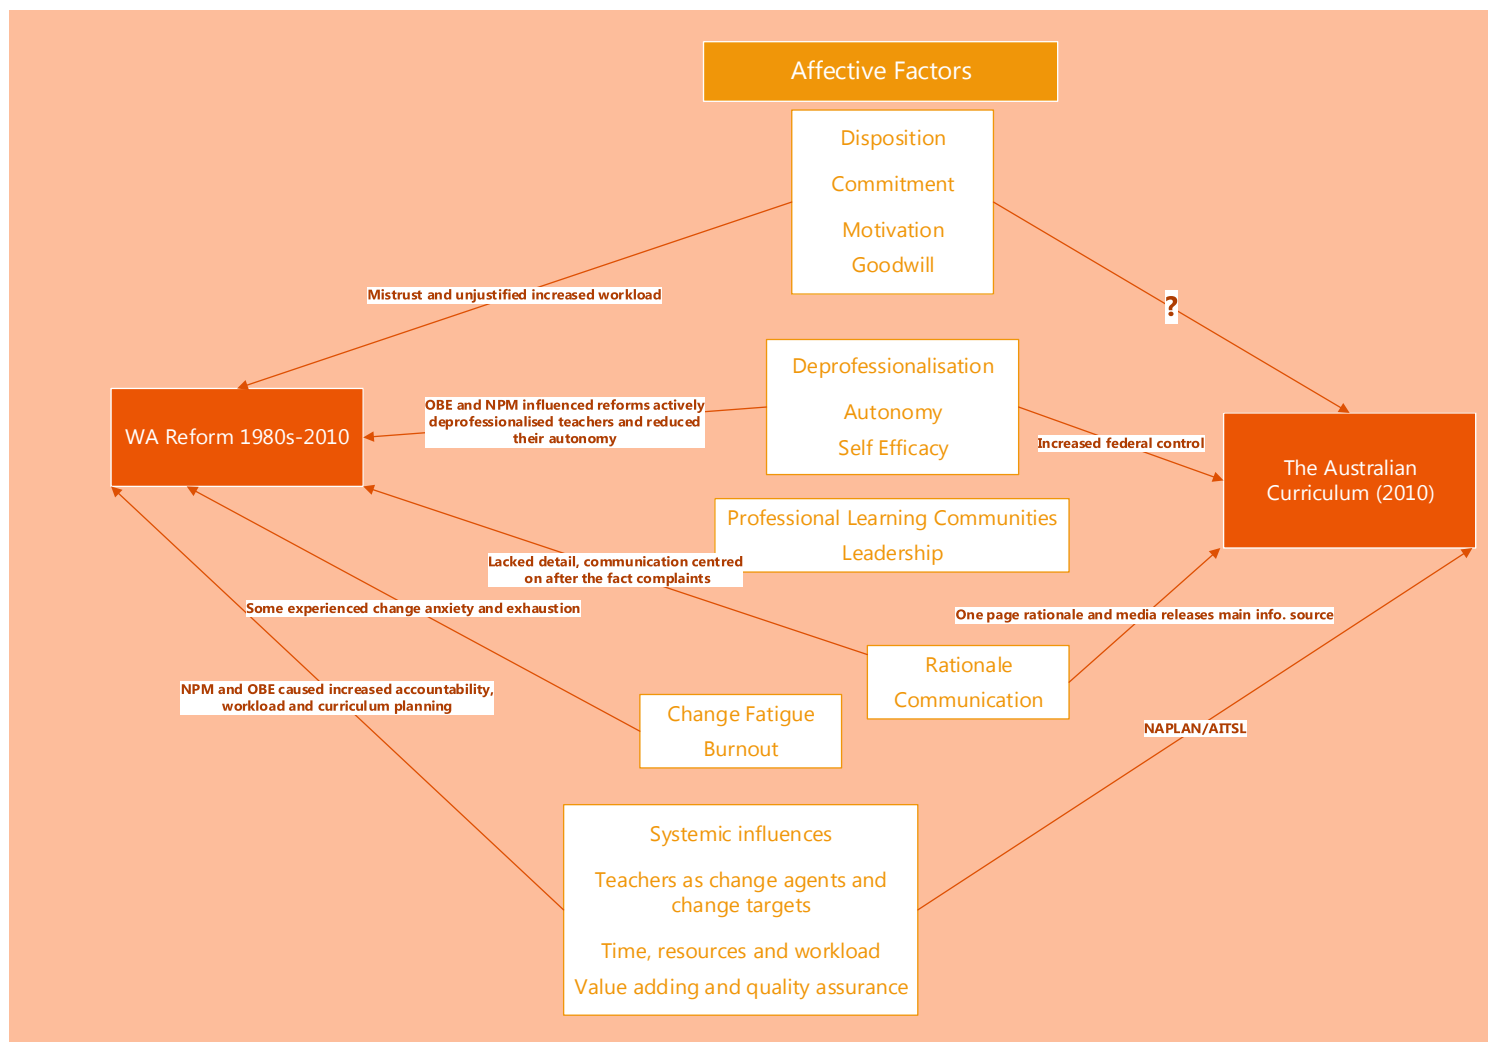 Affective Factors
Disposition
Commitment
Motivation
Goodwill
Mistrust and unjustified increased workload
?
Deprofessionalisation
Autonomy
Self Efficacy
OBE and NPM influenced reforms actively
deprofessionalised teachers and reduced
their autonomy
WA Reform 1980s-2010
Increased federal control
The Australian
Curriculum (2010)
Professional Learning Communities
Leadership
Lacked detail, communication centred
on after the fact complaints
Some experienced change anxiety and exhaustion
One page rationale and media releases main info. source
Rationale
Communication
NPM and OBE caused increased accountability,
workload and curriculum planning
Change Fatigue
Burnout
NAPLAN/AITSL
Systemic influences
Teachers as change agents and
change targets
Time, resources and workload
Value adding and quality assurance